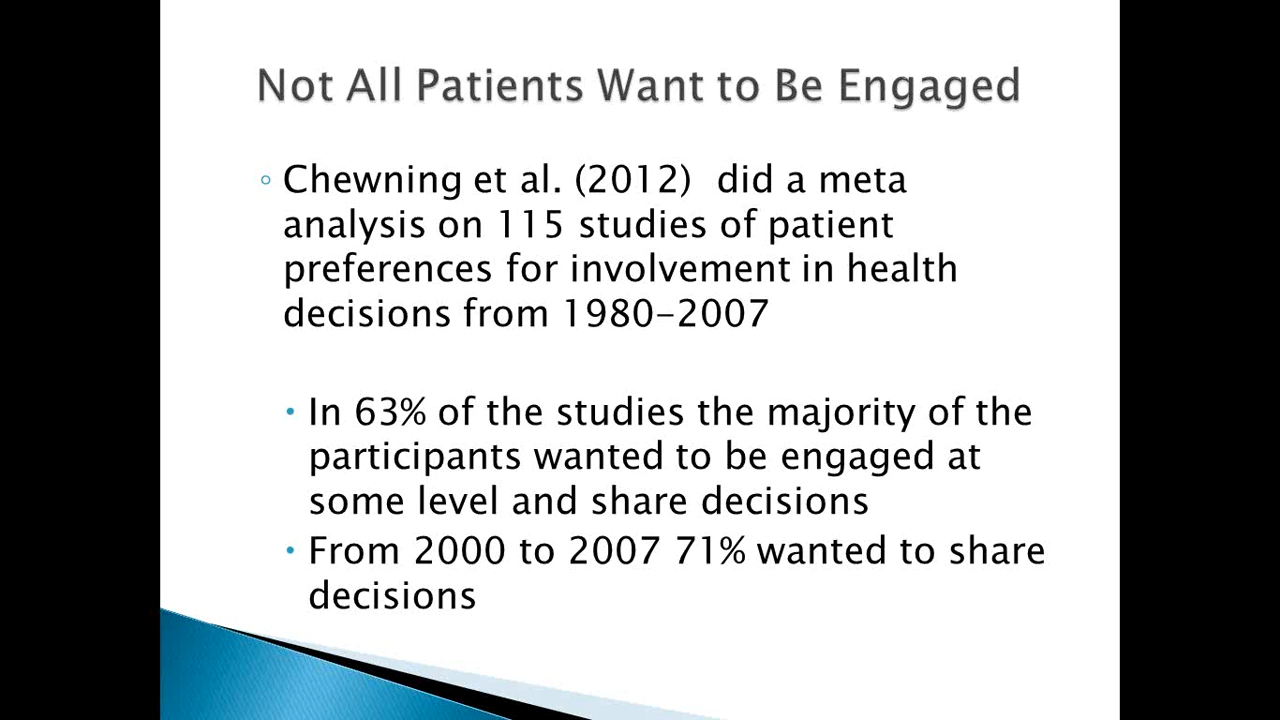 Not All Patients Want to Be Engaged
◦ Chewning et al. (2012)  did a meta
analysis on 115 studies of patient
preferences for involvement in health
decisions from 1980-2007
• In 63% of the studies the majority of the
participants wanted to be engaged at
some level and share decisions
• From 2000 to 2007 71% wanted to share
decisions